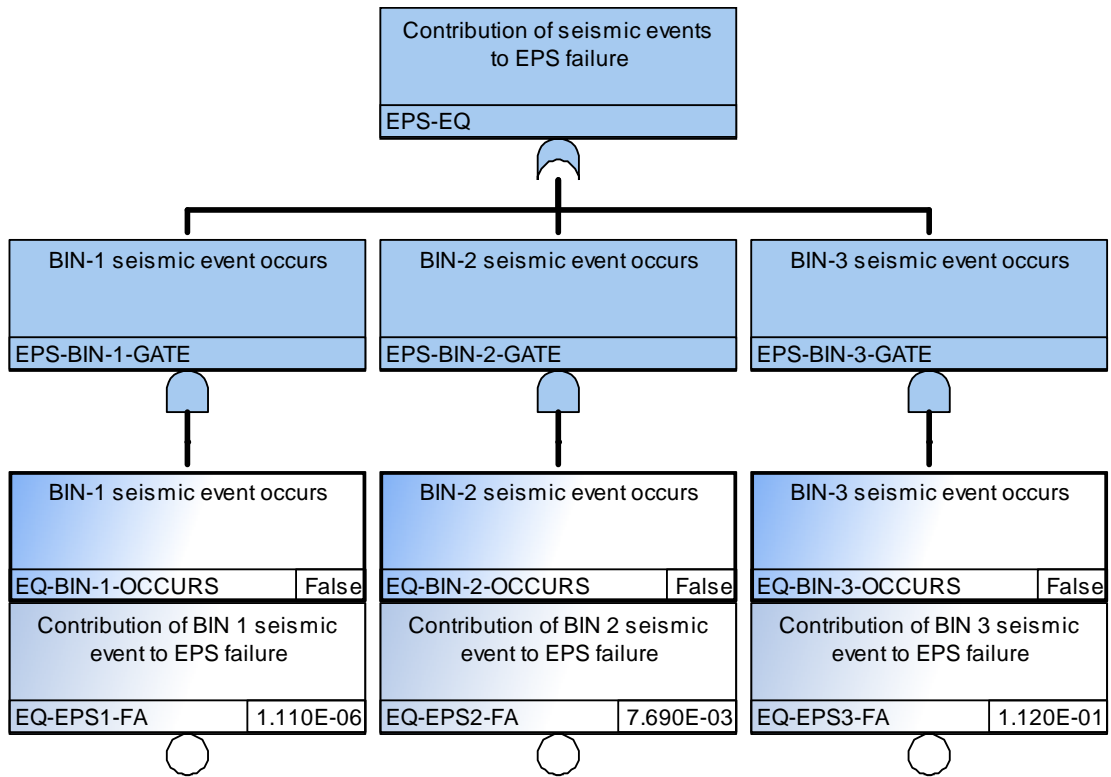 Contribution of seismic events
to EPS failure
EPS-EQ
BIN-1 seismic event occurs
EPS-BIN-1-GATE
BIN-2 seismic event occurs
EPS-BIN-2-GATE
BIN-3 seismic event occurs
EPS-BIN-3-GATE
BIN-1 seismic event occurs
EQ-BIN-1-OCCURS False
Contribution of BIN 1 seismic
event to EPS failure
EQ-EPS1-FA 1.110E-06
BIN-2 seismic event occurs
EQ-BIN-2-OCCURS False
Contribution of BIN 2 seismic
event to EPS failure
EQ-EPS2-FA 7.690E-03
BIN-3 seismic event occurs
EQ-BIN-3-OCCURS False
Contribution of BIN 3 seismic
event to EPS failure
EQ-EPS3-FA 1.120E-01